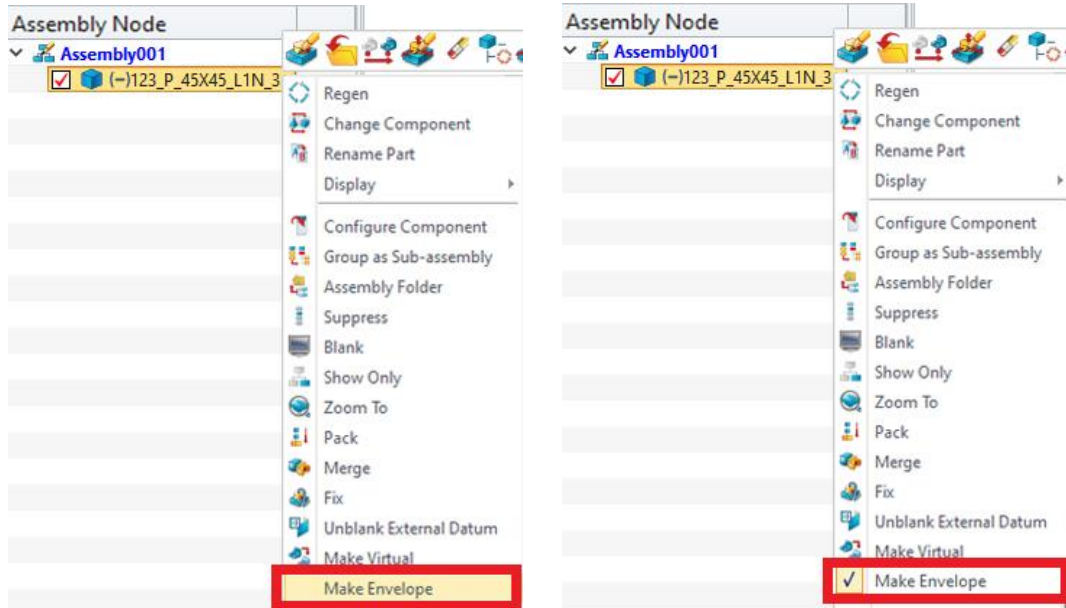 Assembly Node
Assembly001
(-)123_P_45X45_L1N_3
Regen
Change Component
Rename Part
Display
Configure Component
Group as Sub-assembly
Assembly Folder
Suppress
Blank
Show Only
Zoom To
Pack
Merge
Fix
Unblank External Datum
Make Virtual
Make Envelope
Assembly Node
Assembly001
(-)123_P_45X45_L1N_3
Regen
Change Component
Rename Part
Display
Configure Component
Group as Sub-assembly
Assembly Folder
Suppress
Blank
Show Only
Zoom To
Pack
Merge
Fix
Unblank External Datum
Make Virtual
Make Envelope